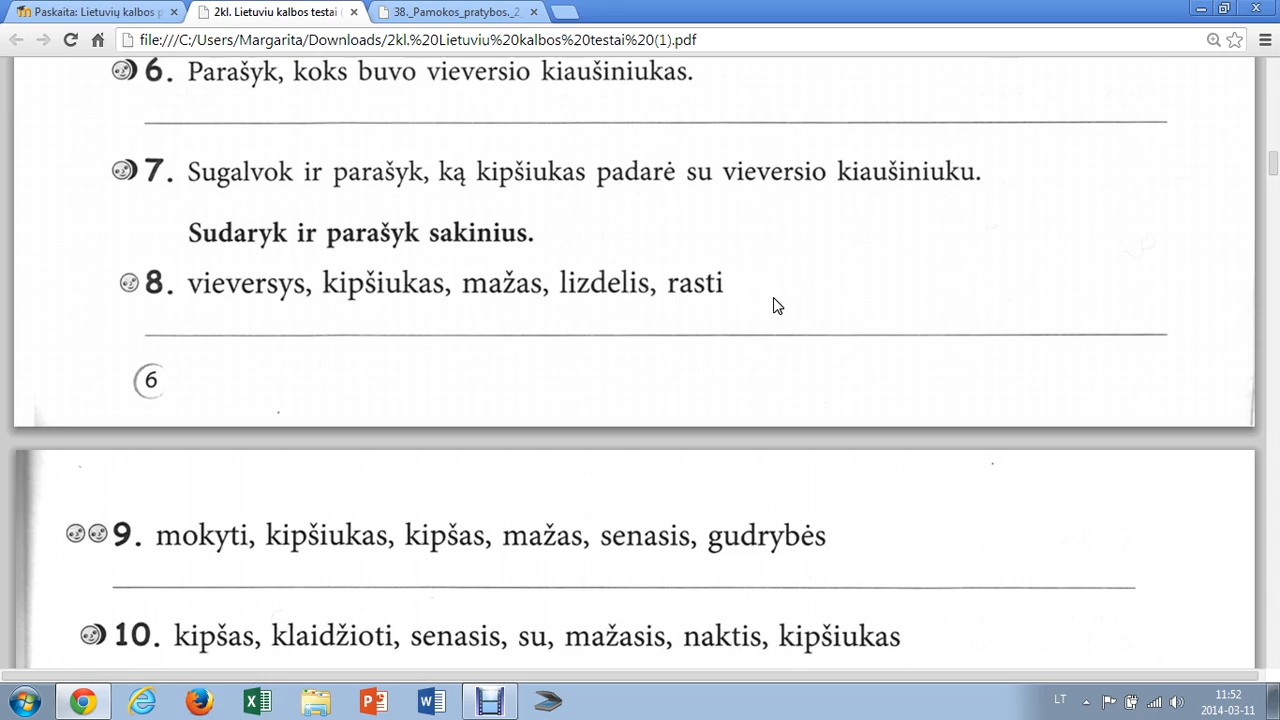 Paskaita: Lietuvių kalbos p
2kl. Lietuviu kalbos testai (
38._Pamokos_pratybos._2
file:///C:/Users/Margarita/Downloads/2kl.%20Lietuviu%20kalbos%20testai%20(1).pdf
6. Parašyk, koks buvo vieversio kiaušiniukas.
7. Sugalvok ir parašyk, ką kipšiukas padarė su vieversio kiaušiniuku.
Sudaryk ir parašyk sakinius.
8. vieversys, kipšiukas, mažas, lizdelis, rasti
6
9. mokyti, kipšiukas, kipšas, mažas, senasis, gudrybės
10. kipšas, klaidžioti, senasis, su, mažasis, naktis, kipšiukas
LT
11:52
2014-03-11